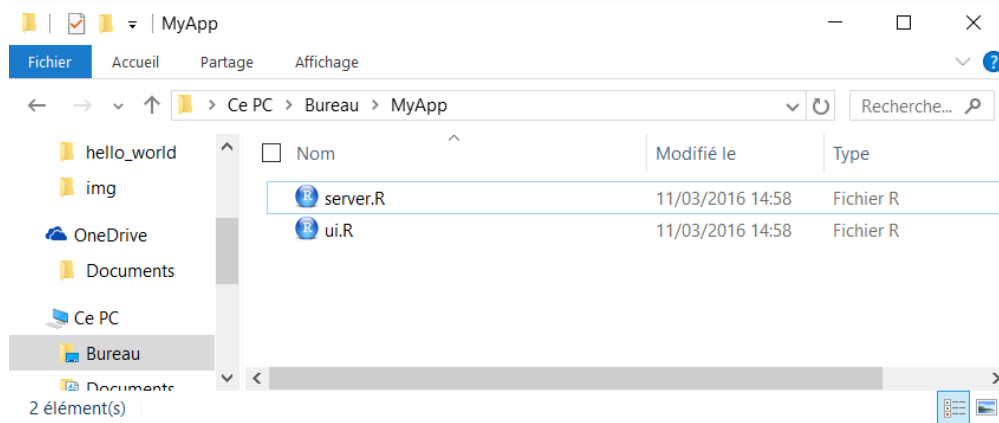 MyApp
Fichier Accueil Partage Affichage ?
Ce PC > Bureau > MyApp Recherche...
hello_world Nom Modifié le Type
img R server.R 11/03/2016 14:58 Fichier R
OneDrive R ui.R 11/03/2016 14:58 Fichier R
Documents
Ce PC
Bureau
Documents
2 élément(s)